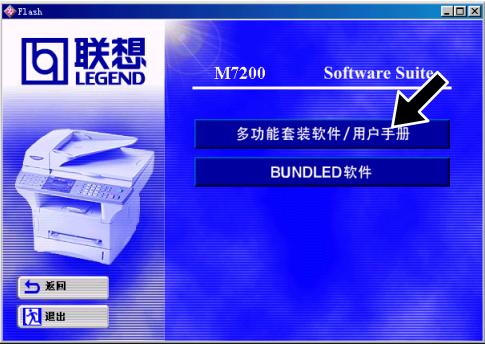 Flash
联想
LEGEND
M7200 Software Suite
多功能套装软件/用户手册
BUNDLED软件
返回
退出